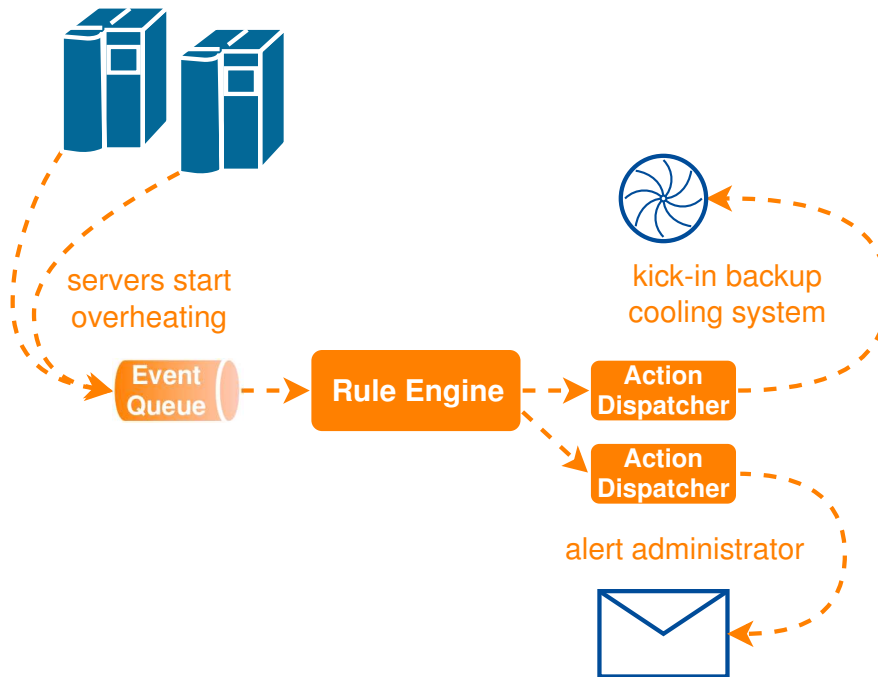 servers start
overheating
kick-in backup
cooling system
Event
Queue
Rule Engine
Action
Dispatcher
Action
Dispatcher
alert administrator